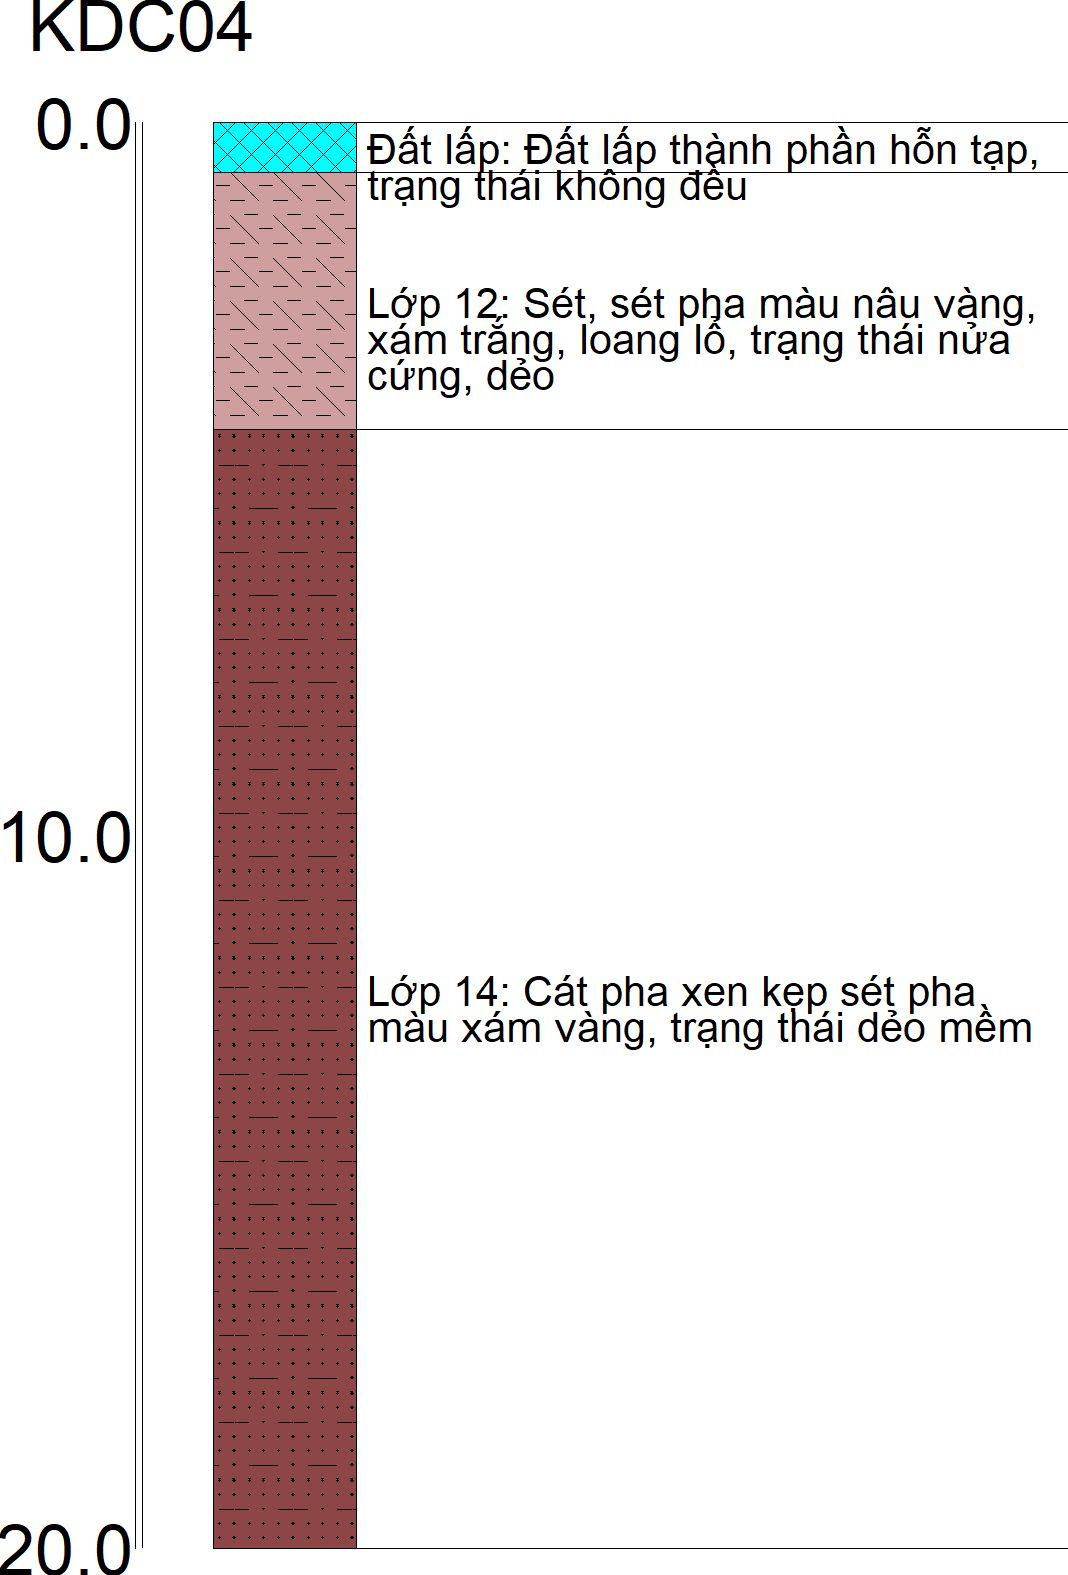 KDC04
0.0
Đất lấp: Đất lấp thành phần hỗn tạp,
trạng thái không đều
Lớp 12: Sét, sét pha màu nâu vàng,
xám trắng, loang lổ, trạng thái nửa
cứng, dẻo
10.0
Lớp 14: Cát pha xen kẹp sét pha
màu xám vàng, trạng thái dẻo mềm
20.0